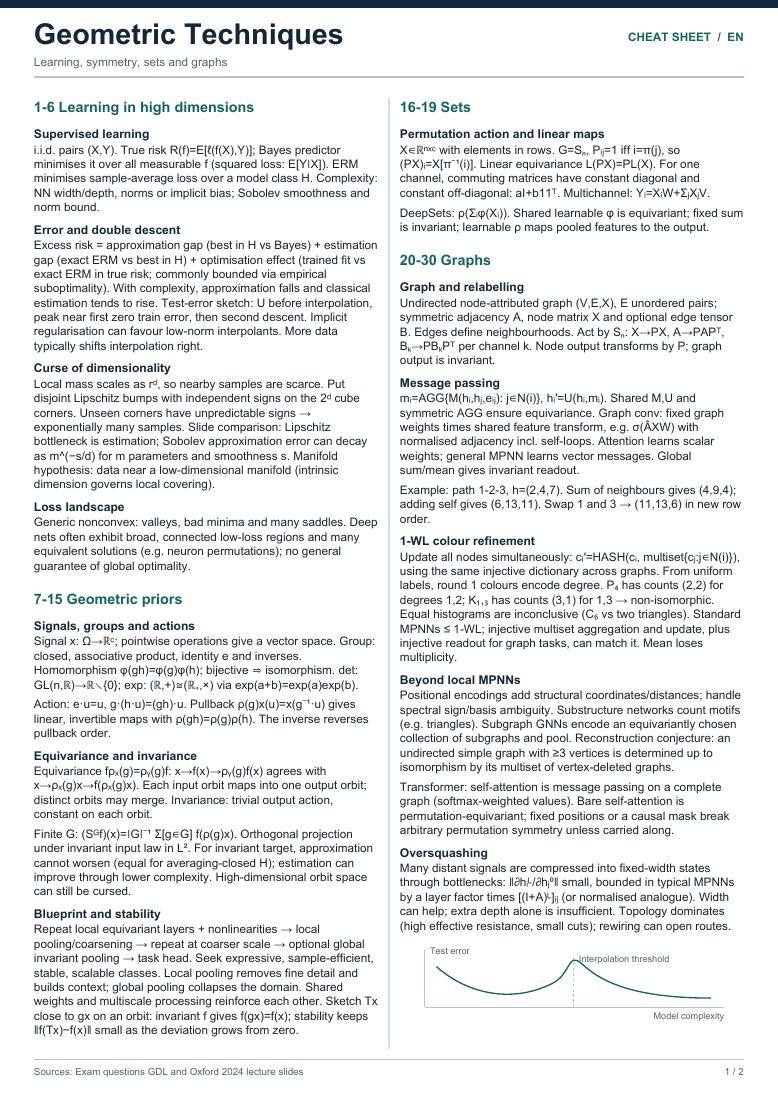 Geometric Techniques
CHEAT SHEET / EN
Learning, symmetry, sets and graphs
1-6 Learning in high dimensions
Supervised learning
i.i.d. pairs (X,Y). True risk R(f)=E[ℓ(f(X),Y)]; Bayes predictor
minimises it over all measurable f (squared loss: E[Y|X]). ERM
minimises sample-average loss over a model class H. Complexity:
NN width/depth, norms or implicit bias; Sobolev smoothness and
norm bound.
Error and double descent
Excess risk = approximation gap (best in H vs Bayes) + estimation
gap (exact ERM vs best in H) + optimisation effect (trained fit vs
exact ERM in true risk; commonly bounded via empirical
suboptimality). With complexity, approximation falls and classical
estimation tends to rise. Test-error sketch: U before interpolation,
peak near first zero train error, then second descent. Implicit
regularisation can favour low-norm interpolants. More data
typically shifts interpolation right.
Curse of dimensionality
Local mass scales as rᵈ, so nearby samples are scarce. Put
disjoint Lipschitz bumps with independent signs on the 2ᵈ cube
corners. Unseen corners have unpredictable signs →
exponentially many samples. Slide comparison: Lipschitz
bottleneck is estimation; Sobolev approximation error can decay
as m^(−s/d) for m parameters and smoothness s. Manifold
hypothesis: data near a low-dimensional manifold (intrinsic
dimension governs local covering).
Loss landscape
Generic nonconvex: valleys, bad minima and many saddles. Deep
nets often exhibit broad, connected low-loss regions and many
equivalent solutions (e.g. neuron permutations); no general
guarantee of global optimality.
7-15 Geometric priors
Signals, groups and actions
Signal x: Ω→ℝᶜ; pointwise operations give a vector space. Group:
closed, associative product, identity e and inverses.
Homomorphism φ(gh)=φ(g)φ(h); bijective ⇒ isomorphism. det:
GL(n,ℝ)→ℝ∖{0}; exp: (ℝ,+)≅(ℝ₊,×) via exp(a+b)=exp(a)exp(b).
Action: e·u=u, g·(h·u)=(gh)·u. Pullback ρ(g)x(u)=x(g⁻¹·u) gives
linear, invertible maps with ρ(gh)=ρ(g)ρ(h). The inverse reverses
pullback order.
Equivariance and invariance
Equivariance fρₓ(g)=ρᵧ(g)f: x→f(x)→ρᵧ(g)f(x) agrees with
x→ρₓ(g)x→f(ρₓ(g)x). Each input orbit maps into one output orbit;
distinct orbits may merge. Invariance: trivial output action,
constant on each orbit.
Finite G: (Sᴳf)(x)=|G|⁻¹ Σ[g∈G] f(ρ(g)x). Orthogonal projection
under invariant input law in L². For invariant target, approximation
cannot worsen (equal for averaging-closed H); estimation can
improve through lower complexity. High-dimensional orbit space
can still be cursed.
Blueprint and stability
Repeat local equivariant layers + nonlinearities → local
pooling/coarsening → repeat at coarser scale → optional global
invariant pooling → task head. Seek expressive, sample-efficient,
stable, scalable classes. Local pooling removes fine detail and
builds context; global pooling collapses the domain. Shared
weights and multiscale processing reinforce each other. Sketch Tx
close to gx on an orbit: invariant f gives f(gx)=f(x); stability keeps
‖f(Tx)−f(x)‖ small as the deviation grows from zero.
16-19 Sets
Permutation action and linear maps
X∈ℝⁿˣᶜ with elements in rows. G=Sₙ, Pᵢⱼ=1 iff i=π(j), so
(PX)ᵢ=X[π⁻¹(i)]. Linear equivariance L(PX)=PL(X). For one
channel, commuting matrices have constant diagonal and
constant off-diagonal: aI+b11ᵀ. Multichannel: Yᵢ=XᵢW+ΣⱼXⱼV.
DeepSets: ρ(Σᵢφ(Xᵢ)). Shared learnable φ is equivariant; fixed sum
is invariant; learnable ρ maps pooled features to the output.
20-30 Graphs
Graph and relabelling
Undirected node-attributed graph (V,E,X), E unordered pairs;
symmetric adjacency A, node matrix X and optional edge tensor
B. Edges define neighbourhoods. Act by Sₙ: X→PX, A→PAPᵀ,
Bₖ→PBₖPᵀ per channel k. Node output transforms by P; graph
output is invariant.
Message passing
mᵢ=AGG{M(hᵢ,hⱼ,eᵢⱼ): j∈N(i)}, hᵢ′=U(hᵢ,mᵢ). Shared M,U and
symmetric AGG ensure equivariance. Graph conv: fixed graph
weights times shared feature transform, e.g. σ(ÂXW) with
normalised adjacency incl. self-loops. Attention learns scalar
weights; general MPNN learns vector messages. Global
sum/mean gives invariant readout.
Example: path 1-2-3, h=(2,4,7). Sum of neighbours gives (4,9,4);
adding self gives (6,13,11). Swap 1 and 3 → (11,13,6) in new row
order.
1-WL colour refinement
Update all nodes simultaneously: cᵢ′=HASH(cᵢ, multiset{cⱼ:j∈N(i)}),
using the same injective dictionary across graphs. From uniform
labels, round 1 colours encode degree. P₄ has counts (2,2) for
degrees 1,2; K₁,₃ has counts (3,1) for 1,3 → non-isomorphic.
Equal histograms are inconclusive (C₆ vs two triangles). Standard
MPNNs ≤ 1-WL; injective multiset aggregation and update, plus
injective readout for graph tasks, can match it. Mean loses
multiplicity.
Beyond local MPNNs
Positional encodings add structural coordinates/distances; handle
spectral sign/basis ambiguity. Substructure networks count motifs
(e.g. triangles). Subgraph GNNs encode an equivariantly chosen
collection of subgraphs and pool. Reconstruction conjecture: an
undirected simple graph with ≥3 vertices is determined up to
isomorphism by its multiset of vertex-deleted graphs.
Transformer: self-attention is message passing on a complete
graph (softmax-weighted values). Bare self-attention is
permutation-equivariant; fixed positions or a causal mask break
arbitrary permutation symmetry unless carried along.
Oversquashing
Many distant signals are compressed into fixed-width states
through bottlenecks: ‖∂hᵢᴸ/∂hⱼ⁰‖ small, bounded in typical MPNNs
by a layer factor times [(I+A)ᴸ]ᵢⱼ (or normalised analogue). Width
can help; extra depth alone is insufficient. Topology dominates
(high effective resistance, small cuts); rewiring can open routes.
Test error
Interpolation threshold
Model complexity
Sources: Exam questions GDL and Oxford 2024 lecture slides
1 / 2